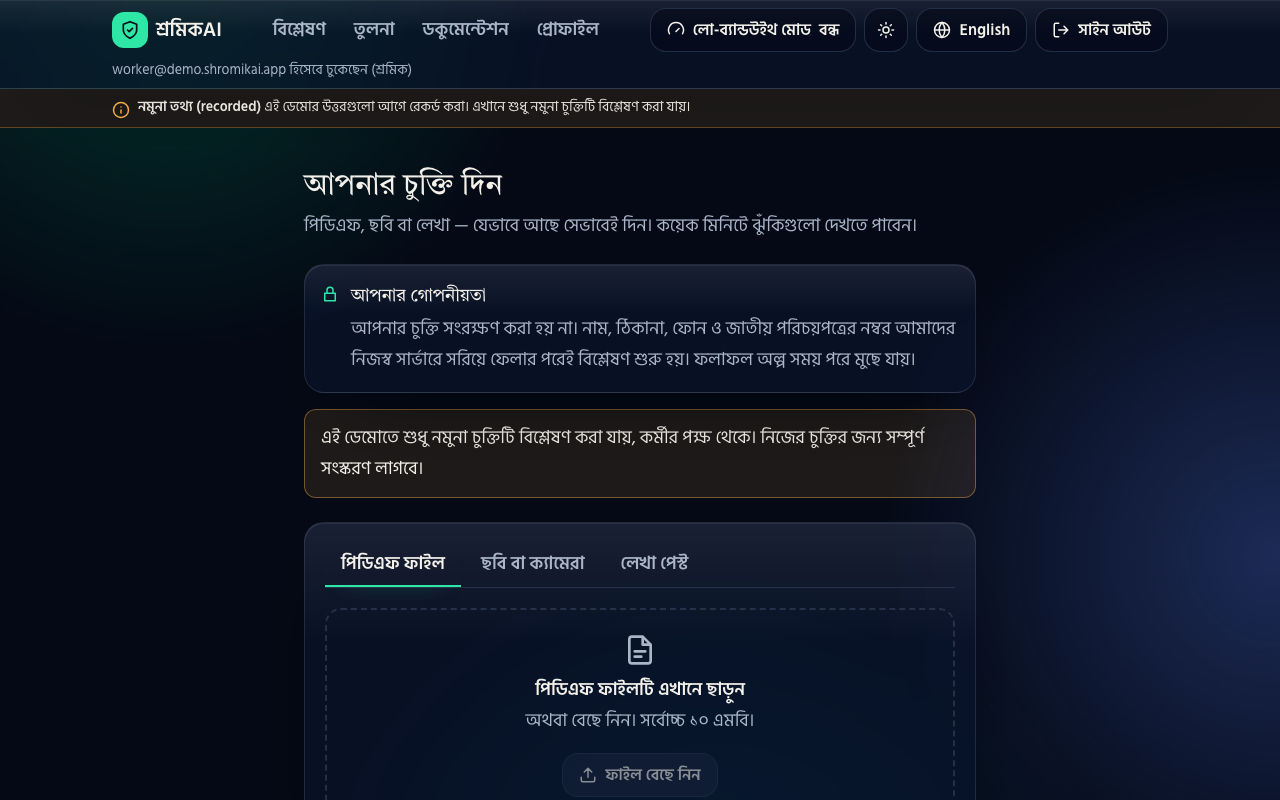 শ্রমিকAI
বিশ্লেষণ
তুলনা
ডকুমেন্টেশন
প্রোফাইল
লো-ব্যান্ডউইথ মোড বন্ধ
English
সাইন আউট
worker@demo.shromikai.app হিসেবে ঢুকেছেন (শ্রমিক)
নমুনা তথ্য (recorded) এই ডেমোর উত্তরগুলো আগে রেকর্ড করা। এখানে শুধু নমুনা চুক্তিটি বিশ্লেষণ করা যায়।
আপনার চুক্তি দিন
পিডিএফ, ছবি বা লেখা — যেভাবে আছে সেভাবেই দিন। কয়েক মিনিটে ঝুঁকিগুলো দেখতে পাবেন।
আপনার গোপনীয়তা
আপনার চুক্তি সংরক্ষণ করা হয় না। নাম, ঠিকানা, ফোন ও জাতীয় পরিচয়পত্রের নম্বর আমাদের
নিজস্ব সার্ভারে সরিয়ে ফেলার পরেই বিশ্লেষণ শুরু হয়। ফলাফল অল্প সময় পরে মুছে যায়।
এই ডেমোতে শুধু নমুনা চুক্তিটি বিশ্লেষণ করা যায়, কর্মীর পক্ষ থেকে। নিজের চুক্তির জন্য সম্পূর্ণ
সংস্করণ লাগবে।
পিডিএফ ফাইল
ছবি বা ক্যামেরা
লেখা পেস্ট
পিডিএফ ফাইলটি এখানে ছাড়ুন
অথবা বেছে নিন। সর্বোচ্চ ১০ এমবি।
ফাইল বেছে নিন